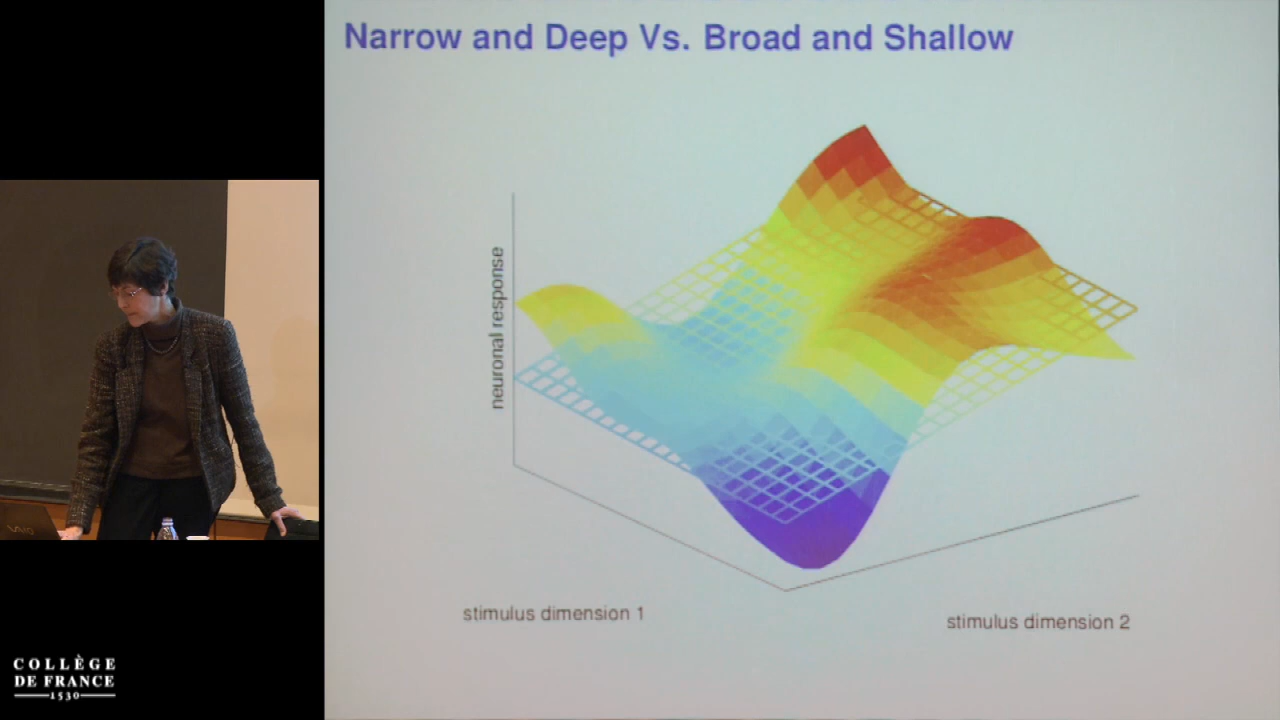 Narrow and Deep Vs. Broad and Shallow
neuronal response
stimulus dimension 1
stimulus dimension 2
VAIO
COLLÈGE
DE FRANCE
1530